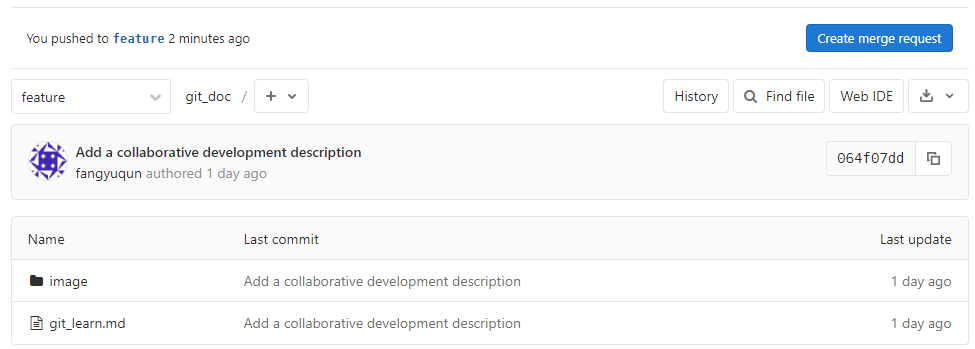 You pushed to feature 2 minutes ago
Create merge request
feature
git_doc / +
History
Find file
Web IDE
Add a collaborative development description
fangyuqun authored 1 day ago
064f07dd
Name Last commit Last update
image Add a collaborative development description 1 day ago
git_learn.md Add a collaborative development description 1 day ago